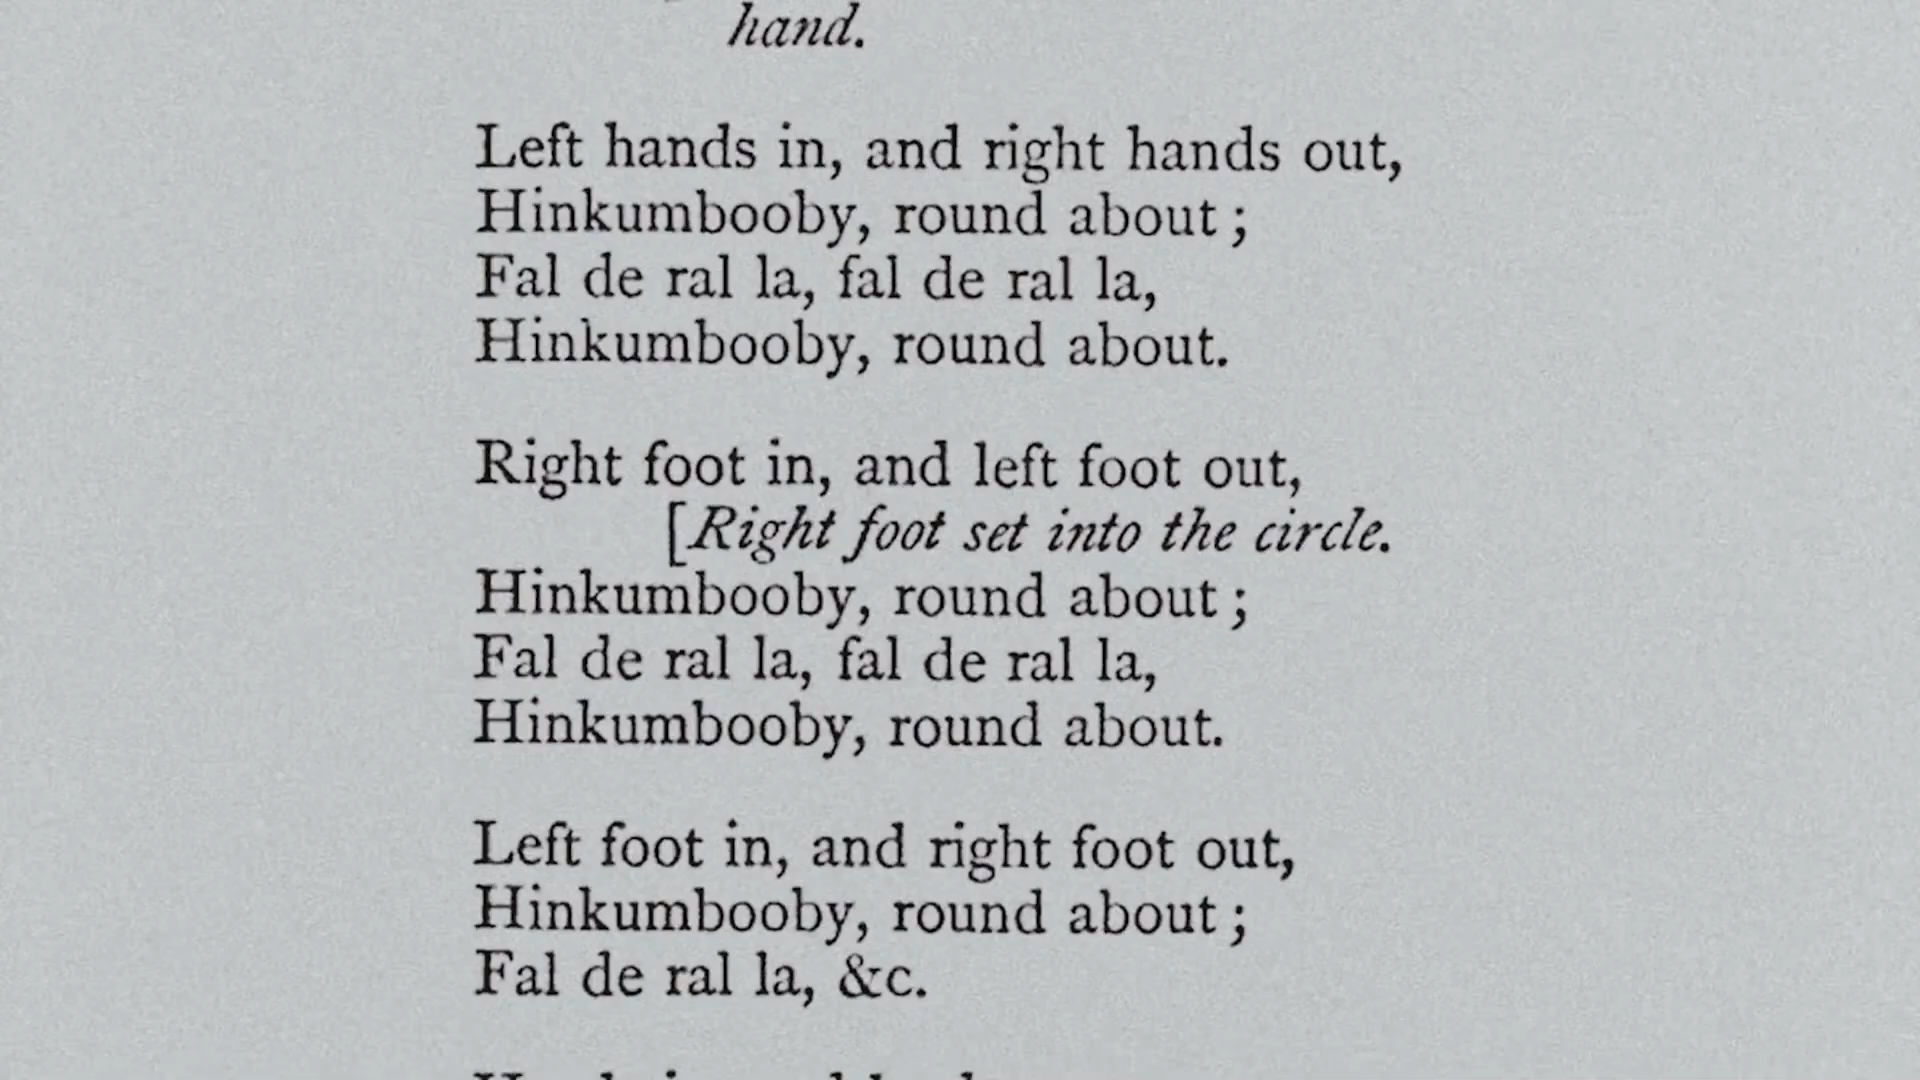 hand.
Left hands in, and right hands out,
Hinkumbooby, round about ;
Fal de ral la, fal de ral la,
Hinkumbooby, round about.
Right foot in, and left foot out,
[Right foot set into the circle.
Hinkumbooby, round about ;
Fal de ral la, fal de ral la,
Hinkumbooby, round about.
Left foot in, and right foot out,
Hinkumbooby, round about ;
Fal de ral la, &c.